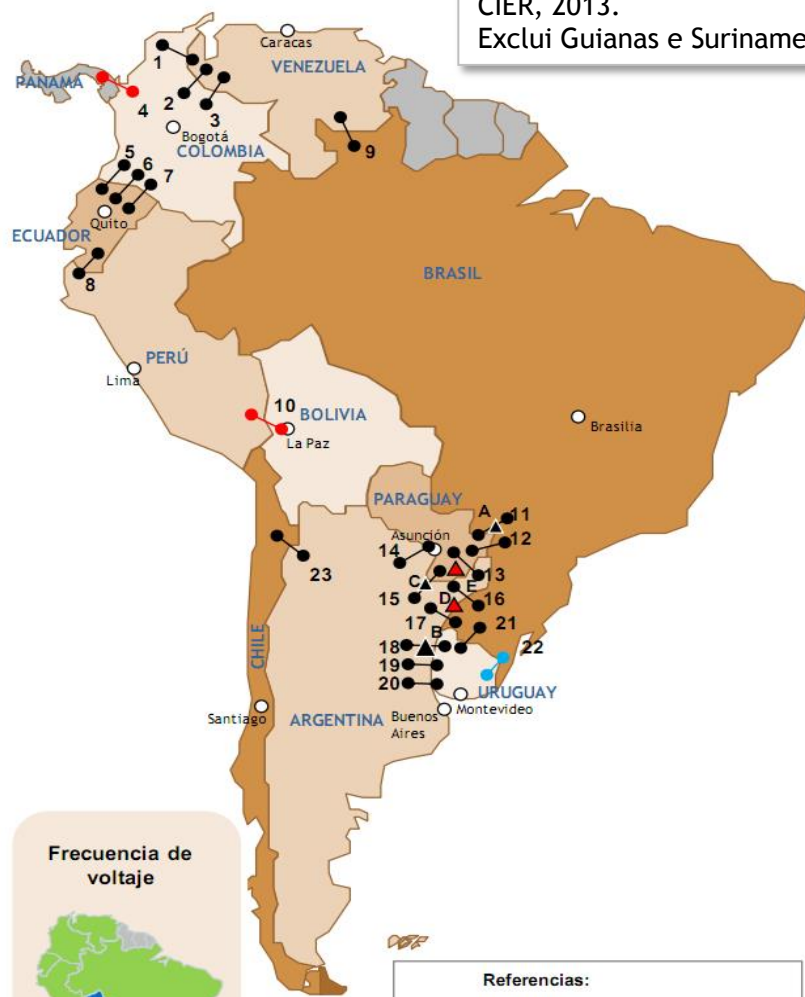 CIER, 2013.
Exclui Guianas e Suriname
Caracas
1
VENEZUELA
PANAMÁ
4
2
3
Bogotá
COLOMBIA
9
5
6
7
Quito
ECUADOR
8
BRASIL
PERÚ
Lima
10
BOLIVIA
La Paz
Brasilia
PARAGUAY
A
11
Asunción
12
14
23
C
E
13
15
D
16
17
21
B
18
22
19
CHILE
20
URUGUAY
Santiago
ARGENTINA
Buenos
Aires
Montevideo
Frecuencia de
voltaje
Referencias: